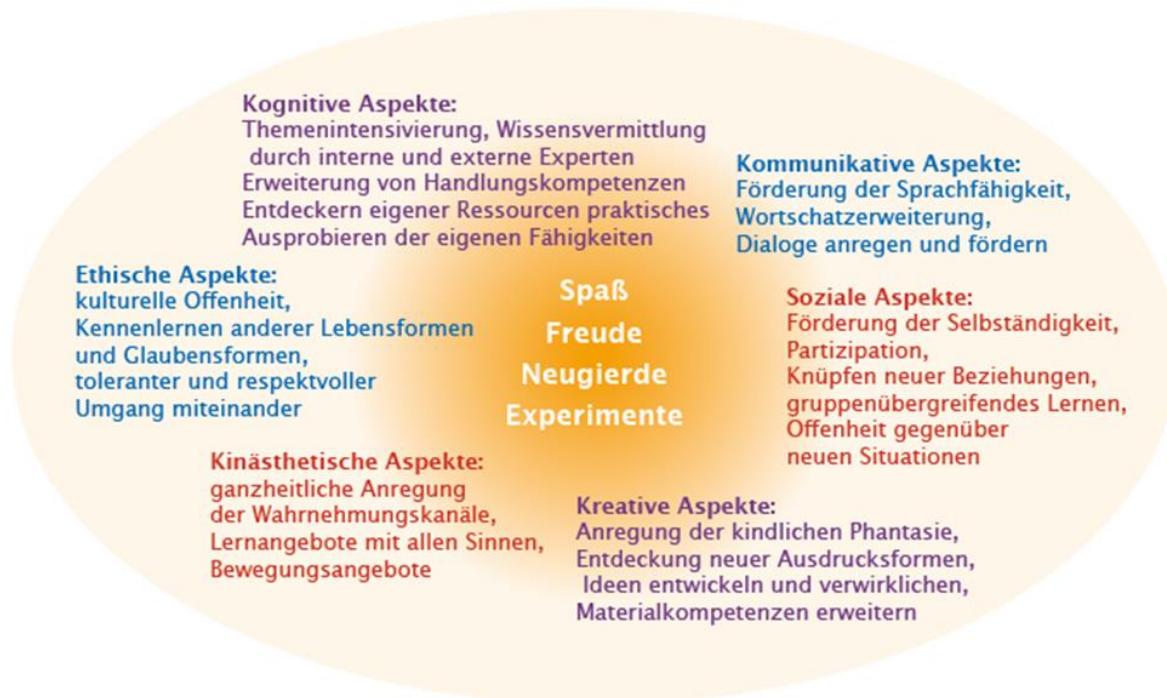 Kognitive Aspekte:
Themenintensivierung, Wissensvermittlung
durch interne und externe Experten
Erweiterung von Handlungskompetenzen
Entdeckern eigener Ressourcen praktisches
Ausprobieren der eigenen Fähigkeiten
Kommunikative Aspekte:
Förderung der Sprachfähigkeit,
Wortschatzerweiterung,
Dialoge anregen und fördern
Ethische Aspekte:
kulturelle Offenheit,
Kennenlernen anderer Lebensformen
und Glaubensformen,
toleranter und respektvoller
Umgang miteinander
Spaß
Freude
Neugierde
Experimente
Soziale Aspekte:
Förderung der Selbständigkeit,
Partizipation,
Knüpfen neuer Beziehungen,
gruppenübergreifendes Lernen,
Offenheit gegenüber
neuen Situationen
Kinästhetische Aspekte:
ganzheitliche Anregung
der Wahrnehmungskanäle,
Lernangebote mit allen Sinnen,
Bewegungsangebote
Kreative Aspekte:
Anregung der kindlichen Phantasie,
Entdeckung neuer Ausdrucksformen,
Ideen entwickeln und verwirklichen,
Materialkompetenzen erweitern